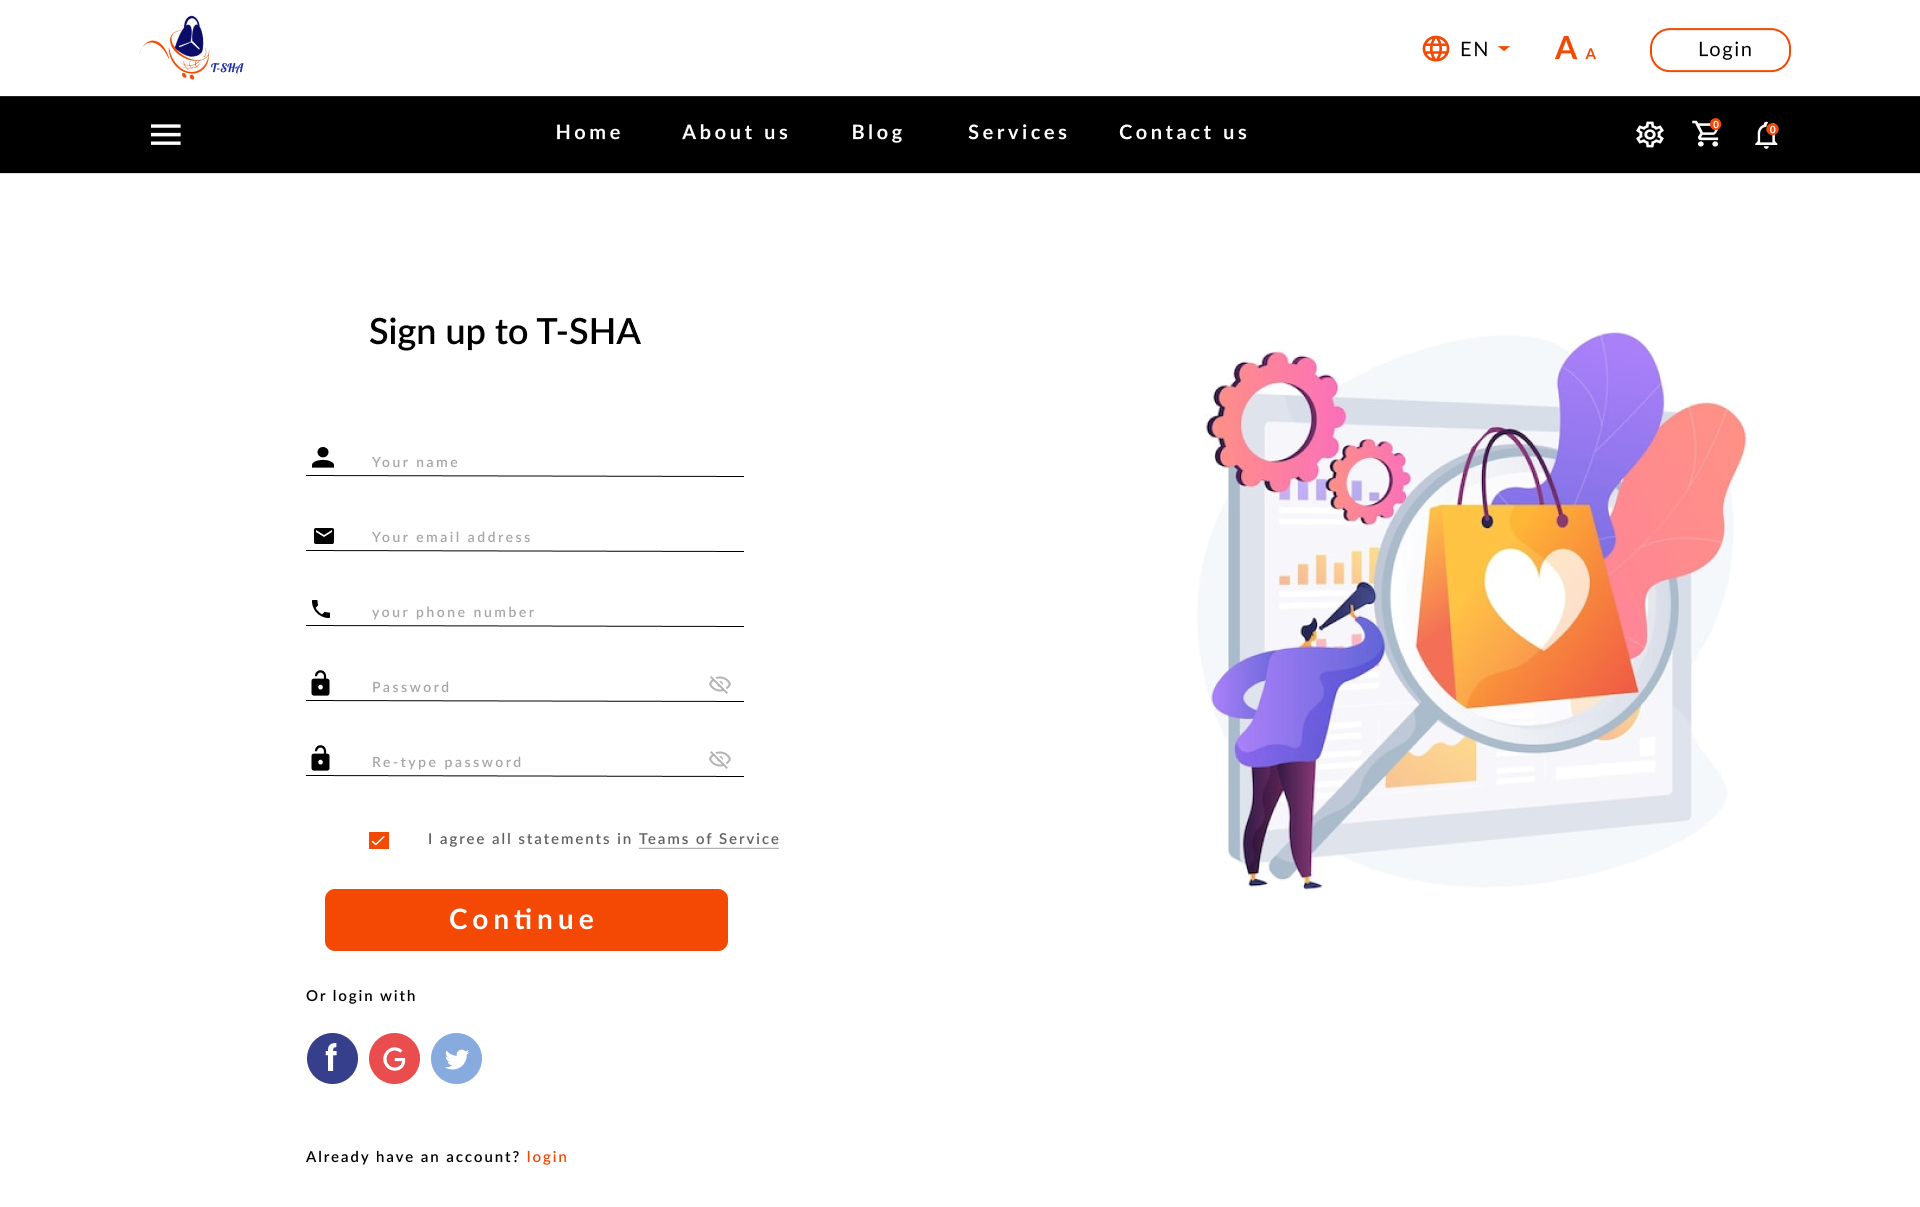 T-SHA
EN
A A
Login
Home About us Blog Services Contact us
0 0
Sign up to T-SHA
Your name
Your email address
your phone number
Password
Re-type password
I agree all statements in Teams of Service
Continue
Or login with
f G
Already have an account? login